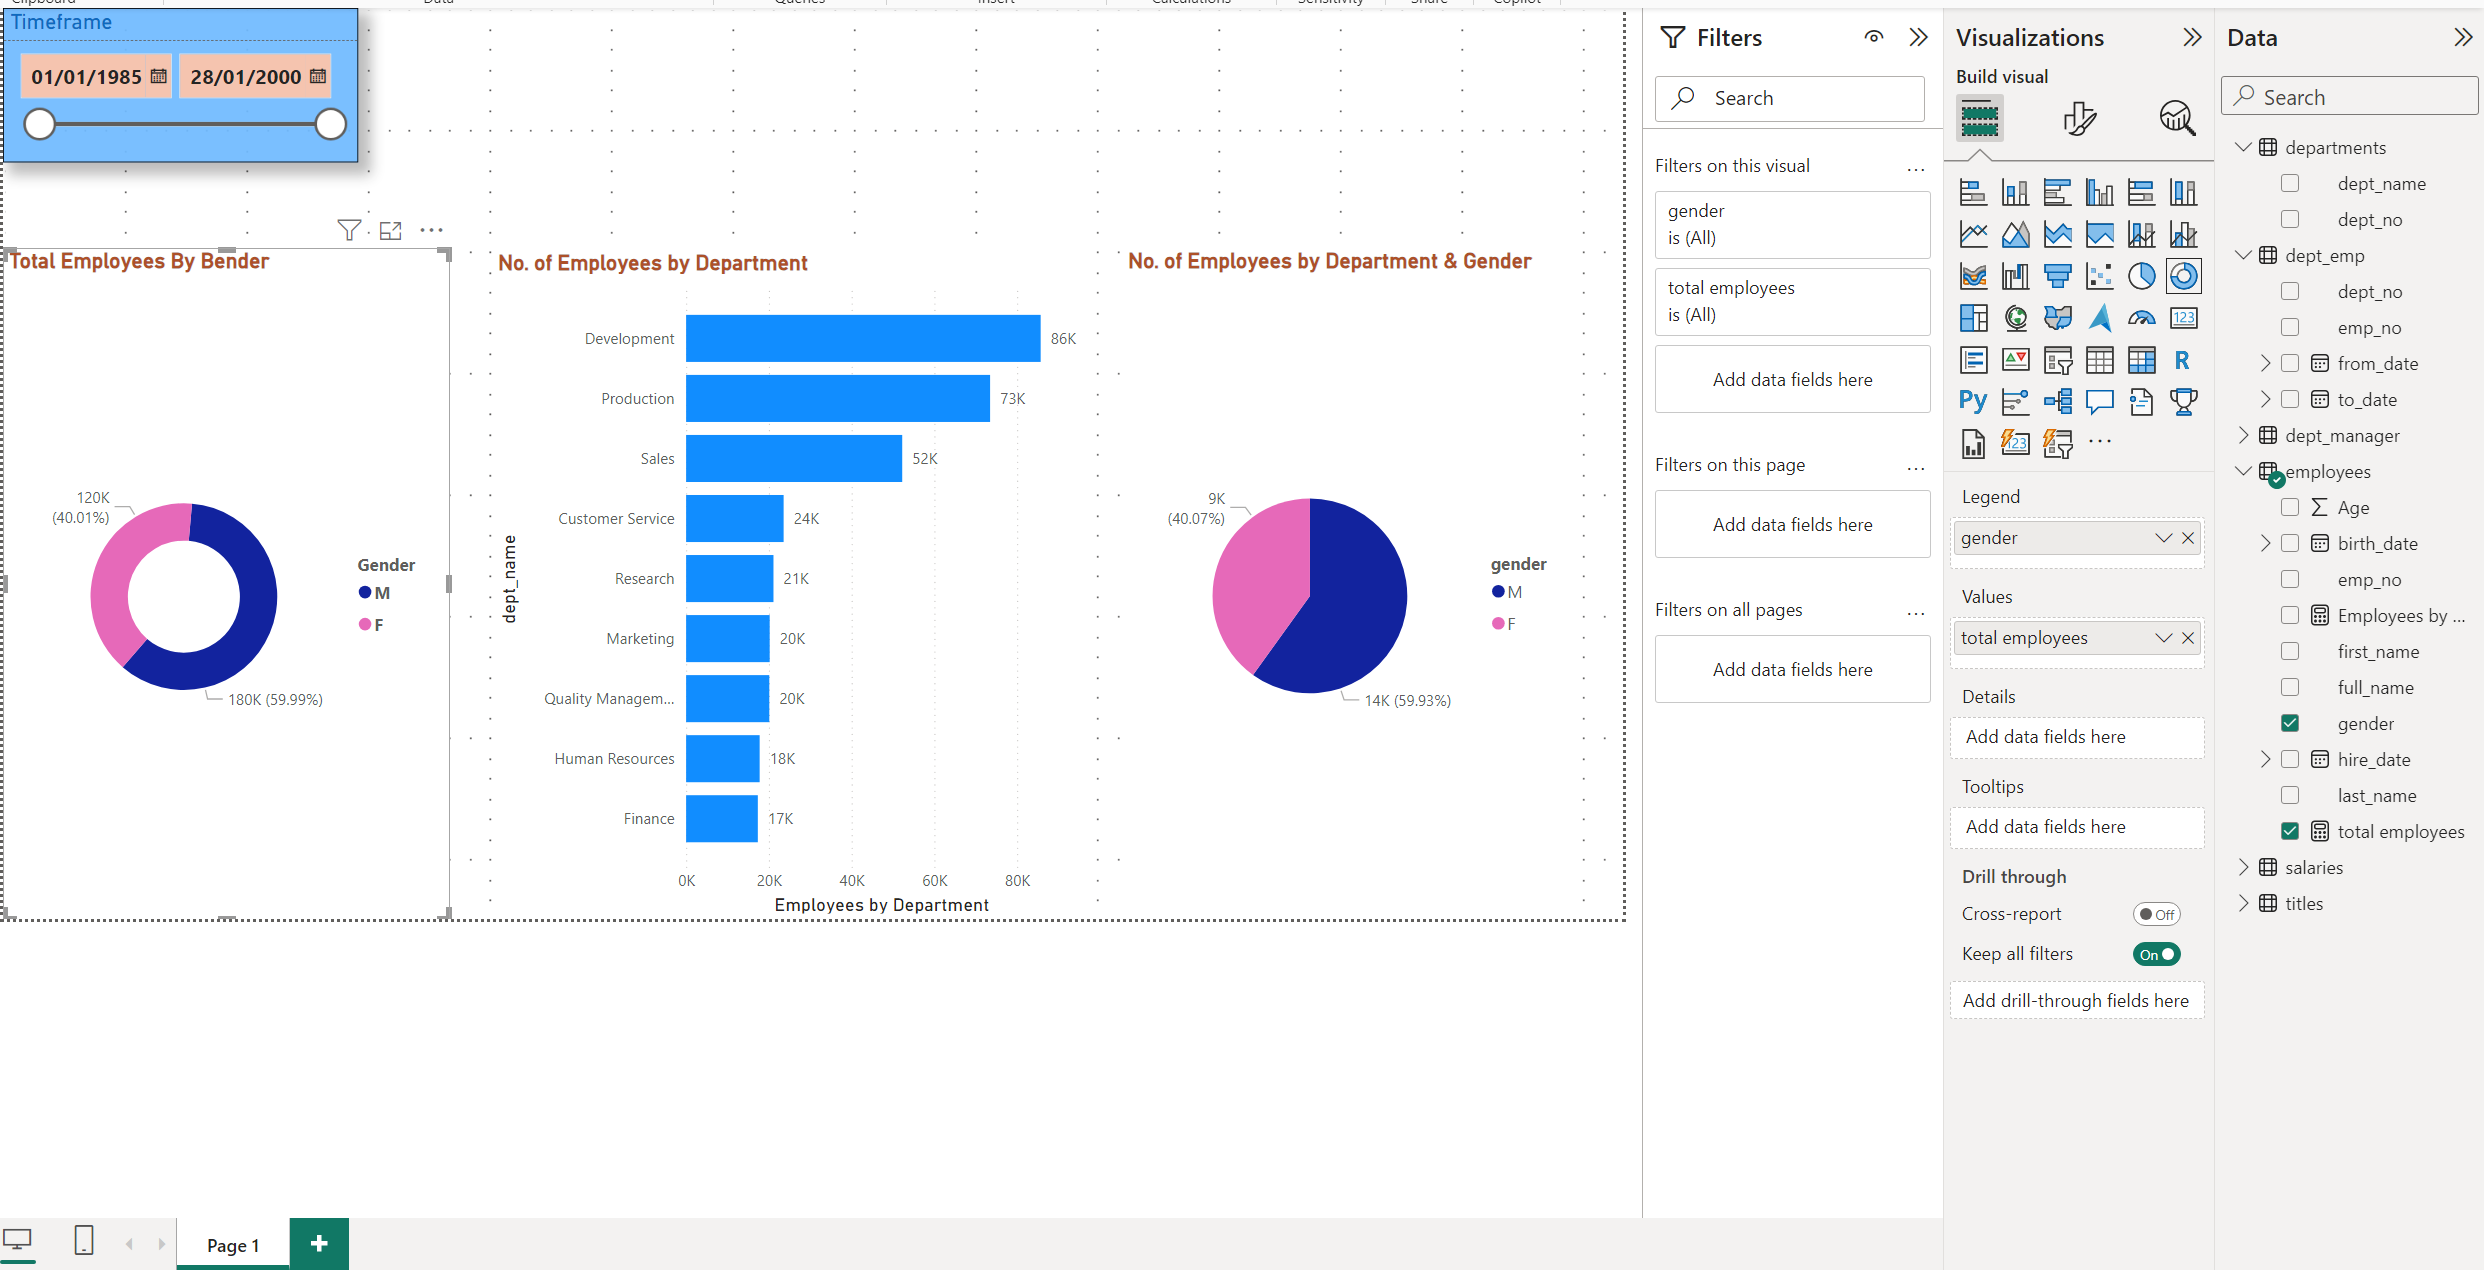 Timeframe
01/01/1985
28/01/2000
Total Employees By Bender
120K
(40.01%)
180K (59.99%)
Gender
M
F
No. of Employees by Department
dept_name
Development
86K
Production
73K
Sales
52K
Customer Service
24K
Research
21K
Marketing
20K
Quality Managem...
20K
Human Resources
18K
Finance
17K
0K
20K
40K
60K
80K
Employees by Department
No. of Employees by Department & Gender
9K
(40.07%)
14K (59.93%)
gender
M
F
Filters
Search
Filters on this visual
...
gender
is (All)
total employees
is (All)
Add data fields here
Filters on this page
...
Add data fields here
Filters on all pages
...
Add data fields here
Visualizations
Build visual
123
R
Py
123
...
Legend
gender
Values
total employees
Details
Add data fields here
Tooltips
Add data fields here
Drill through
Cross-report
Off
Keep all filters
On
Add drill-through fields here
Data
Search
departments
dept_name
dept_no
dept_emp
dept_no
emp_no
from_date
to_date
dept_manager
employees
Age
birth_date
emp_no
Employees by ...
first_name
full_name
gender
hire_date
last_name
total employees
salaries
titles
Page 1